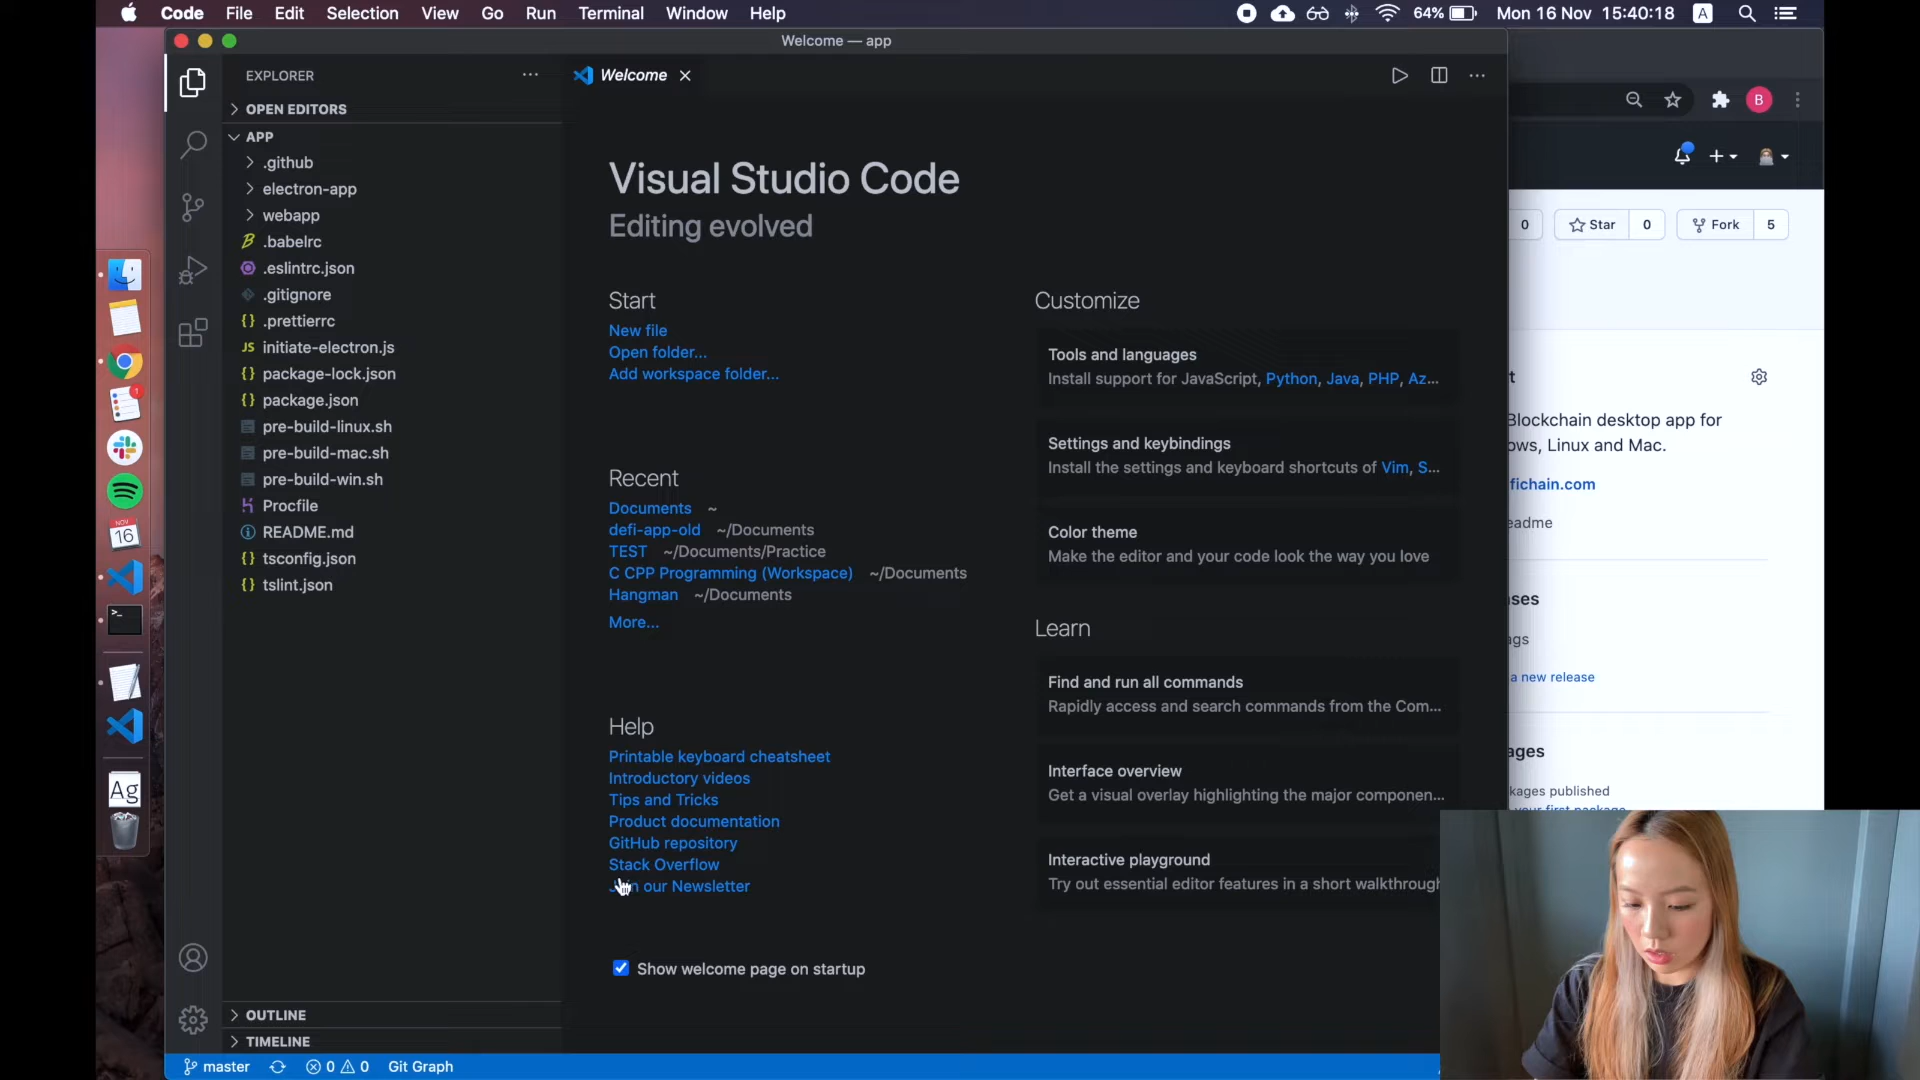 Code File Edit Selection View Go Run Terminal Window Help
64% Mon 16 Nov 15:40:18 A
Welcome — app
EXPLORER
OPEN EDITORS
APP
.github
electron-app
webapp
.babelrc
.eslintrc.json
.gitignore
.prettierrc
JS initiate-electron.js
package-lock.json
package.json
pre-build-linux.sh
pre-build-mac.sh
pre-build-win.sh
Procfile
README.md
tsconfig.json
tslint.json
OUTLINE
TIMELINE
Welcome
Visual Studio Code
Editing evolved
Start
New file
Open folder...
Add workspace folder...
Recent
Documents ~
defi-app-old ~/Documents
TEST ~/Documents/Practice
C CPP Programming (Workspace) ~/Documents
Hangman ~/Documents
More...
Help
Printable keyboard cheatsheet
Introductory videos
Tips and Tricks
Product documentation
GitHub repository
Stack Overflow
our Newsletter
Show welcome page on startup
Customize
Tools and languages
Install support for JavaScript, Python, Java, PHP, Az...
Settings and keybindings
Install the settings and keyboard shortcuts of Vim, S...
Color theme
Make the editor and your code look the way you love
Learn
Find and run all commands
Rapidly access and search commands from the Com...
Interface overview
Get a visual overlay highlighting the major componen...
Interactive playground
Try out essential editor features in a short walkthrough
B
0 Star 0 Fork 5
t
Blockchain desktop app for
ows, Linux and Mac.
fichain.com
eadme
ses
ags
a new release
ages
kages published
NOV
16
1
Ag
master 0 0 Git Graph